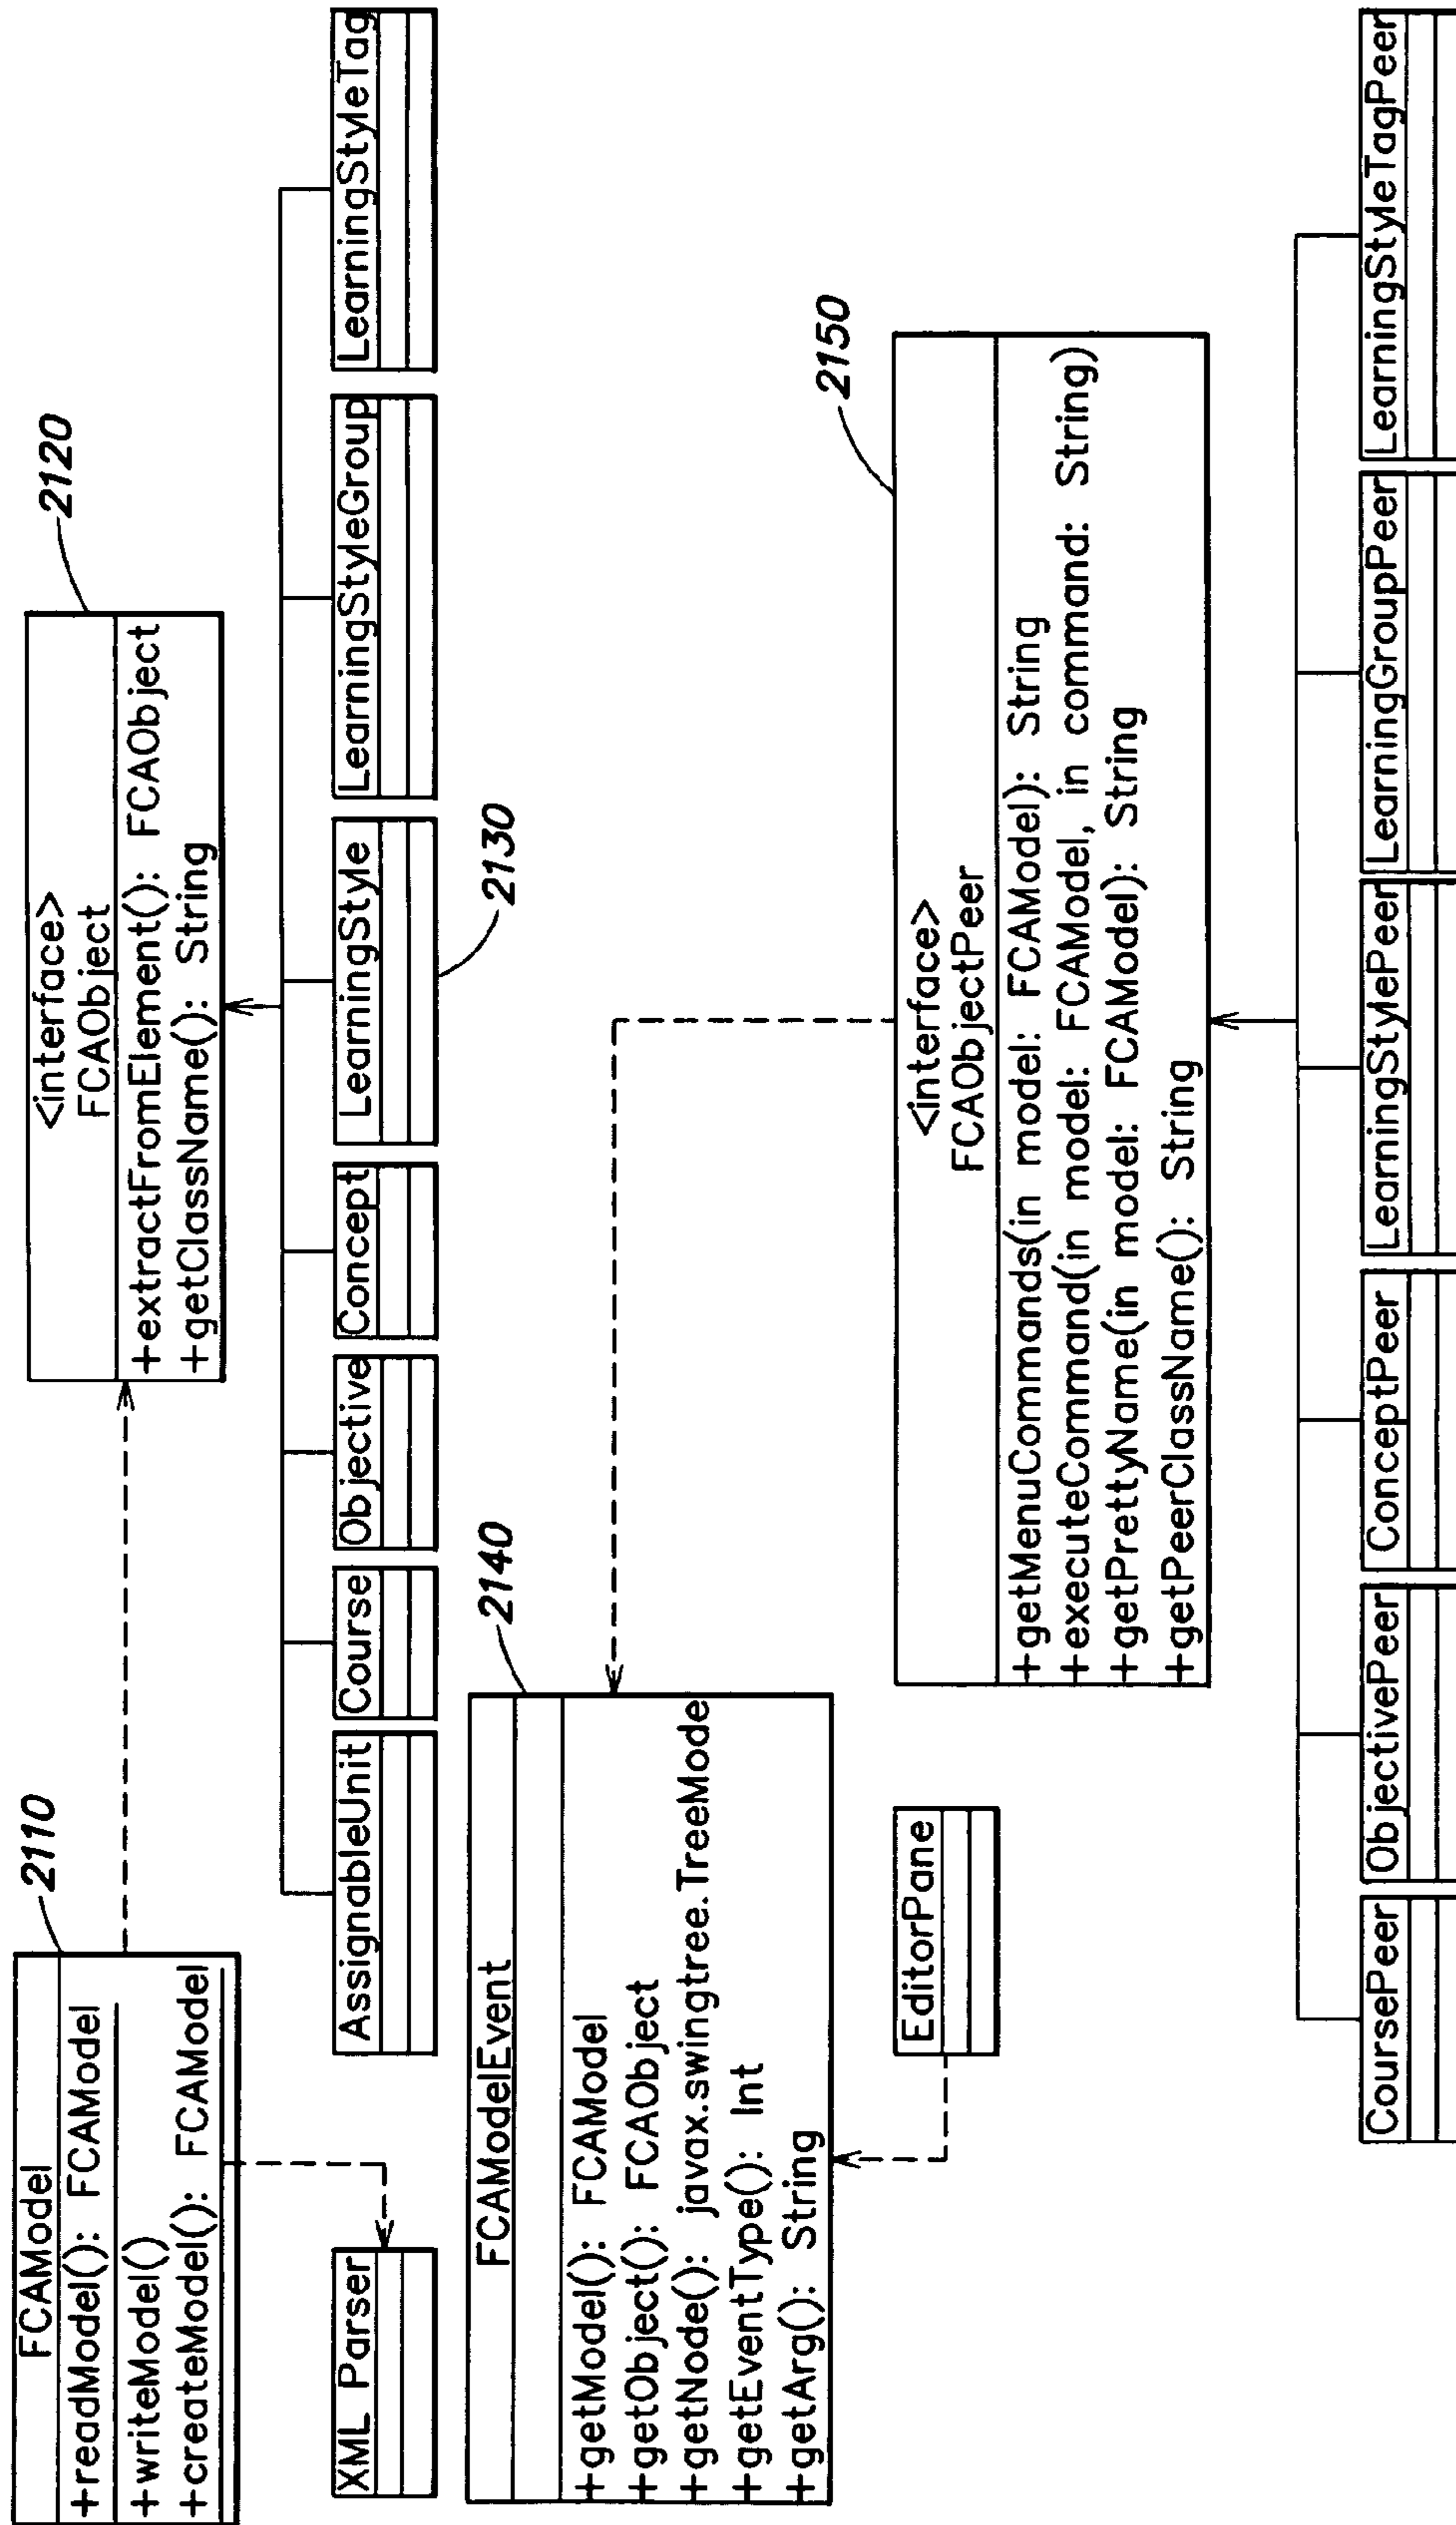 FCAModel
+readModel(): FCAModel
+writeModel()
+createModel(): FCAModel
2110
<interface>
FCAObject
+extractFromElement(): FCAObject
+getClassName(): String
2120
XML Parser
AssignableUnit
Course
Objective
Concept
LearningStyle
LearningStyleGroup
LearningStyleTag
2130
FCAModelEvent
+getModel(): FCAModel
+getObject(): FCAObject
+getNode(): javax.swingtree.TreeMode
+getEventType(): Int
+getArg(): String
2140
EditorPane
<interface>
FCAObjectPeer
+getMenuCommands(in model: FCAModel): String
+executeCommand(in model: FCAModel, in command: String)
+getPrettyName(in model: FCAModel): String
+getPeerClassName(): String
2150
CoursePeer
ObjectivePeer
ConceptPeer
LearningStylePeer
LearningGroupPeer
LearningStyleTagPeer